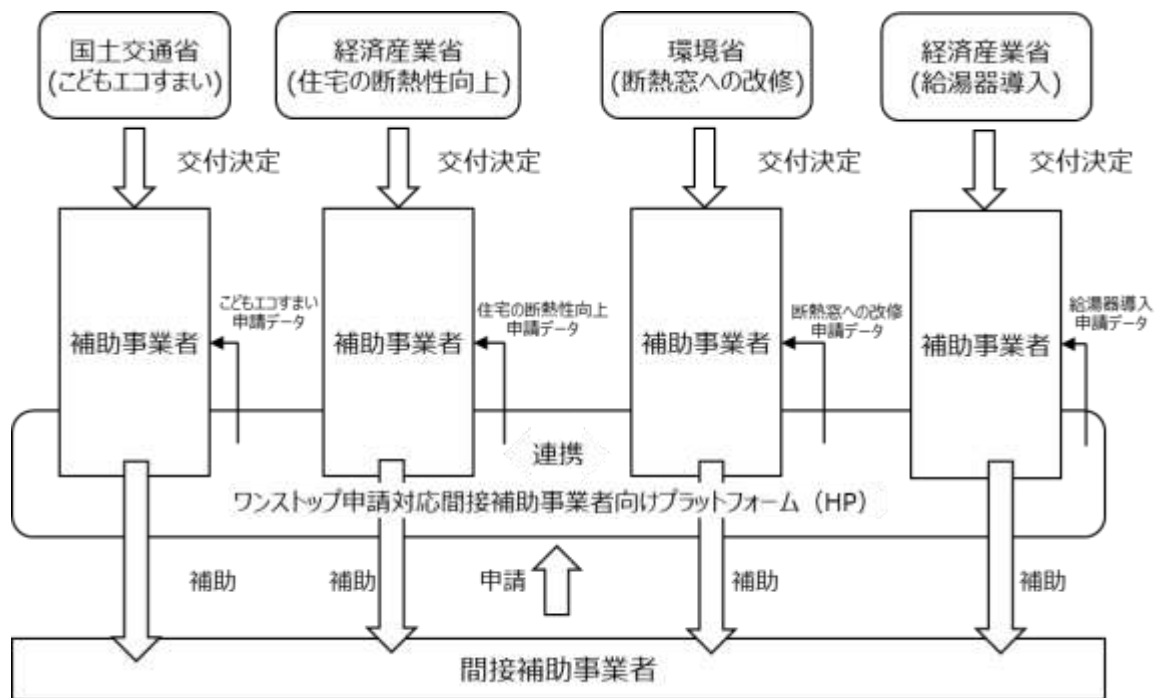 国土交通省
(こどもエコすまい)
経済産業省
(住宅の断熱性向上)
環境省
(断熱窓への改修)
経済産業省
(給湯器導入)
交付決定
交付決定
交付決定
交付決定
補助事業者
こどもエコすまい
申請データ
補助事業者
住宅の断熱性向上
申請データ
補助事業者
断熱窓への改修
申請データ
補助事業者
給湯器導入
申請データ
連携
ワンストップ申請対応間接補助事業者向けプラットフォーム（HP）
補助
補助
申請
補助
補助
間接補助事業者